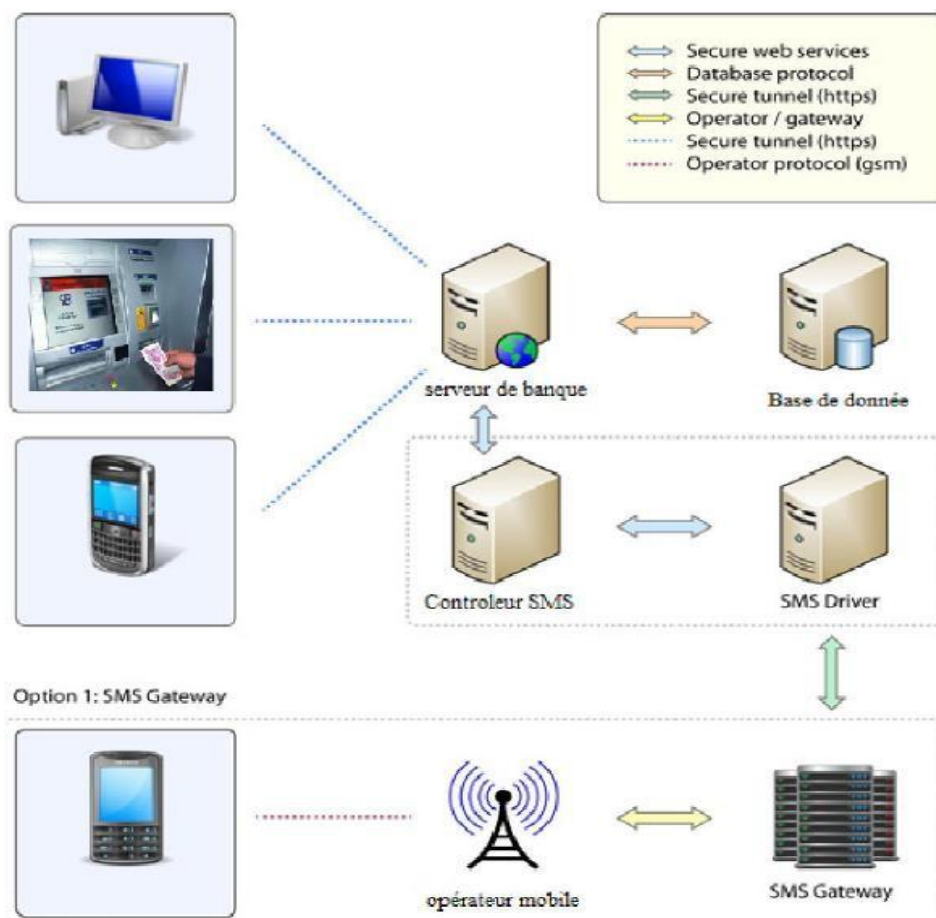 Secure web services
Database protocol
Secure tunnel (https)
Operator / gateway
Secure tunnel (https)
Operator protocol (gsm)
serveur de banque
Base de donnée
Controleur SMS
SMS Driver
Option 1: SMS Gateway
opérateur mobile
SMS Gateway